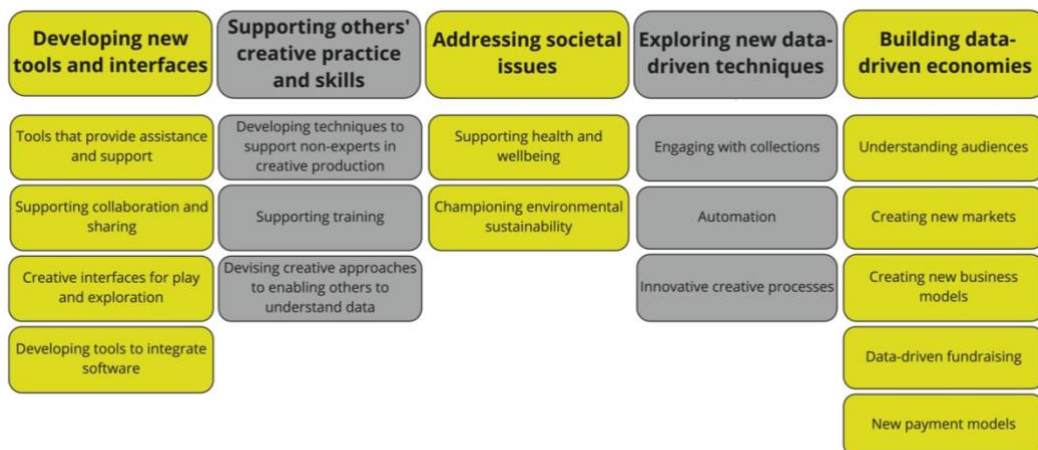 Developing new
tools and interfaces
Tools that provide assistance
and support
Supporting collaboration and
sharing
Creative interfaces for play
and exploration
Developing tools to integrate
software
Supporting others'
creative practice
and skills
Developing techniques to
support non-experts in
creative production
Supporting training
Devising creative approaches
to enabling others to
understand data
Addressing societal
issues
Supporting health and
wellbeing
Championing environmental
sustainability
Exploring new data-
driven techniques
Engaging with collections
Automation
Innovative creative processes
Building data-
driven economies
Understanding audiences
Creating new markets
Creating new business
models
Data-driven fundraising
New payment models